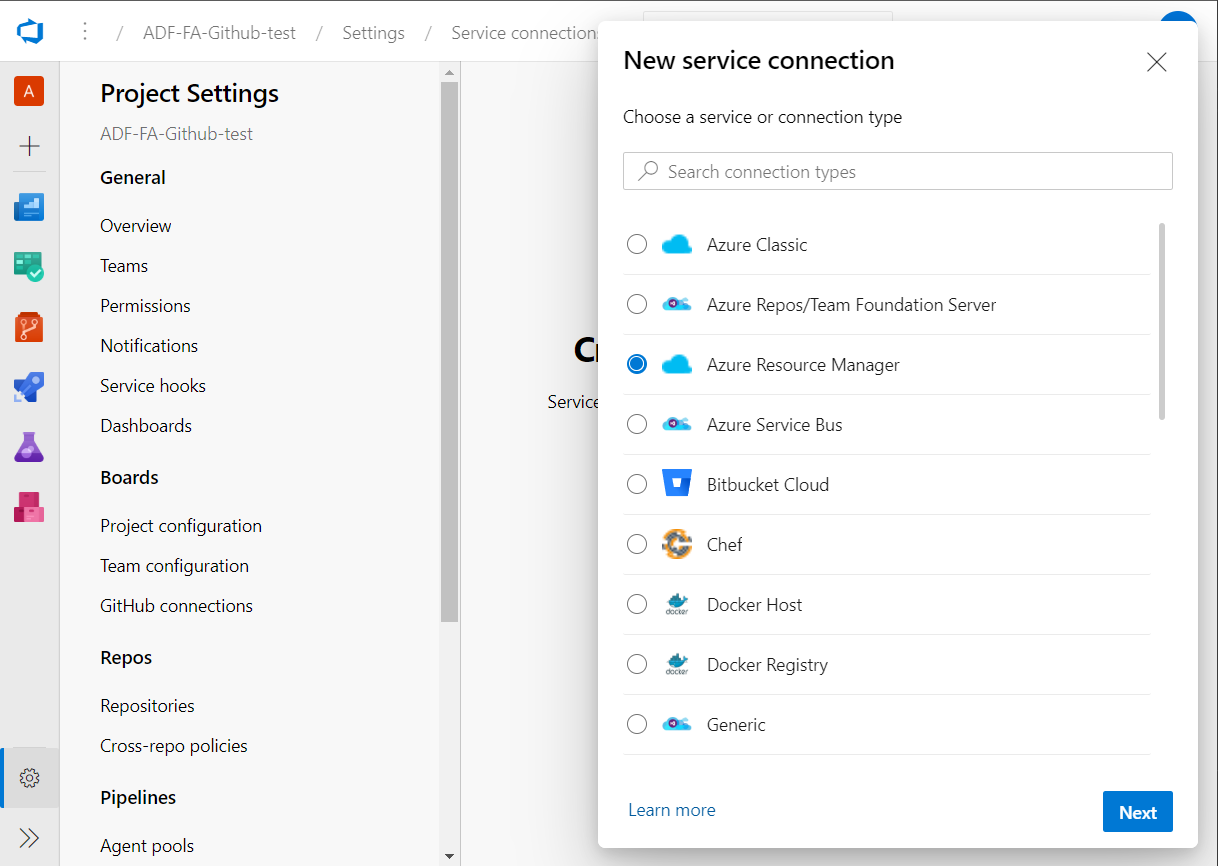 ADF-FA-Github-test / Settings / Service connections
A
Project Settings
ADF-FA-Github-test
General
Overview
Teams
Permissions
Notifications
Service hooks
Dashboards
Boards
Project configuration
Team configuration
GitHub connections
Repos
Repositories
Cross-repo policies
Pipelines
Agent pools
Service
New service connection
Choose a service or connection type
Search connection types
Azure Classic
Azure Repos/Team Foundation Server
Azure Resource Manager
Azure Service Bus
Bitbucket Cloud
Chef
docker Docker Host
docker Docker Registry
Generic
Learn more
Next